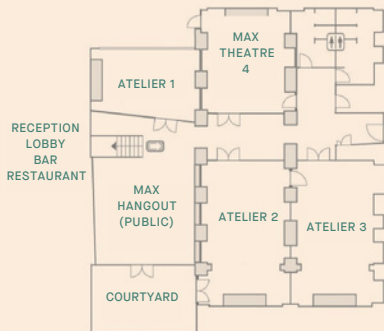 MAX
THEATRE
4
ATELIER 1
RECEPTION
LOBBY
BAR
RESTAURANT
MAX
HANGOUT
(PUBLIC)
ATELIER 2
ATELIER 3
COURTYARD